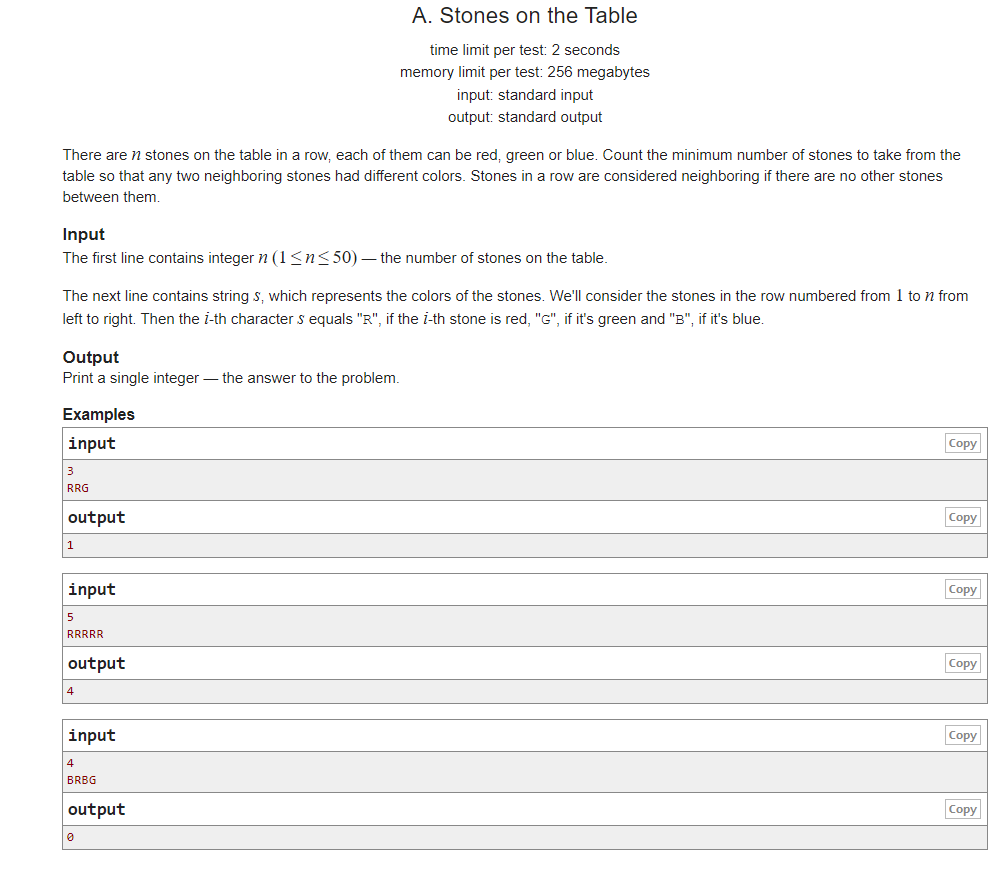 A. Stones on the Table
time limit per test: 2 seconds
memory limit per test: 256 megabytes
input: standard input
output: standard output
There are n stones on the table in a row, each of them can be red, green or blue. Count the minimum number of stones to take from the
table so that any two neighboring stones had different colors. Stones in a row are considered neighboring if there are no other stones
between them.
Input
The first line contains integer n (1 ≤ n ≤ 50) — the number of stones on the table.
The next line contains string s, which represents the colors of the stones. We'll consider the stones in the row numbered from 1 to n from
left to right. Then the i-th character s equals "R", if the i-th stone is red, "G", if it's green and "B", if it's blue.
Output
Print a single integer — the answer to the problem.
Examples
input Copy
3
RRG
output Copy
1
input Copy
5
RRRRR
output Copy
4
input Copy
4
BRBG
output Copy
0